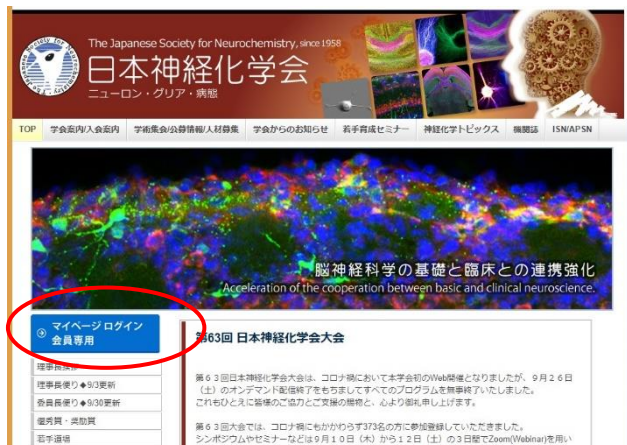 The Japanese Society for Neurochemistry, since 1958
日本神経化学会
ニューロン・グリア・病態
TOP 学会案内/入会案内 学術集会/公募情報/人材募集 学会からのお知らせ 若手育成セミナー 神経化学トピックス 機関誌 ISN/APSN
脳神経科学の基礎と臨床との連携強化
Acceleration of the cooperation between basic and clinical neuroscience.
マイページ ログイン
会員専用
理事長挨拶
理事長便り◆9/3更新
委員長便り◆9/30更新
優秀賞・奨励賞
若手道場
第63回 日本神経化学会大会
第６３回日本神経化学会大会は、コロナ禍において本学会初のWeb開催となりましたが、９月２６日
（土）のオンデマンド配信終了をもちましてすべてのプログラムを無事終了いたしました。
これもひとえに皆様のご協力とご支援の賜物と、心より御礼申し上げます。
第６３回大会では、コロナ禍にもかかわらず373名の方に参加登録していただきました。
シンポジウムやセミナーなどは９月１０日（木）から１２日（土）の３日間でZoom(Webinar)を用い